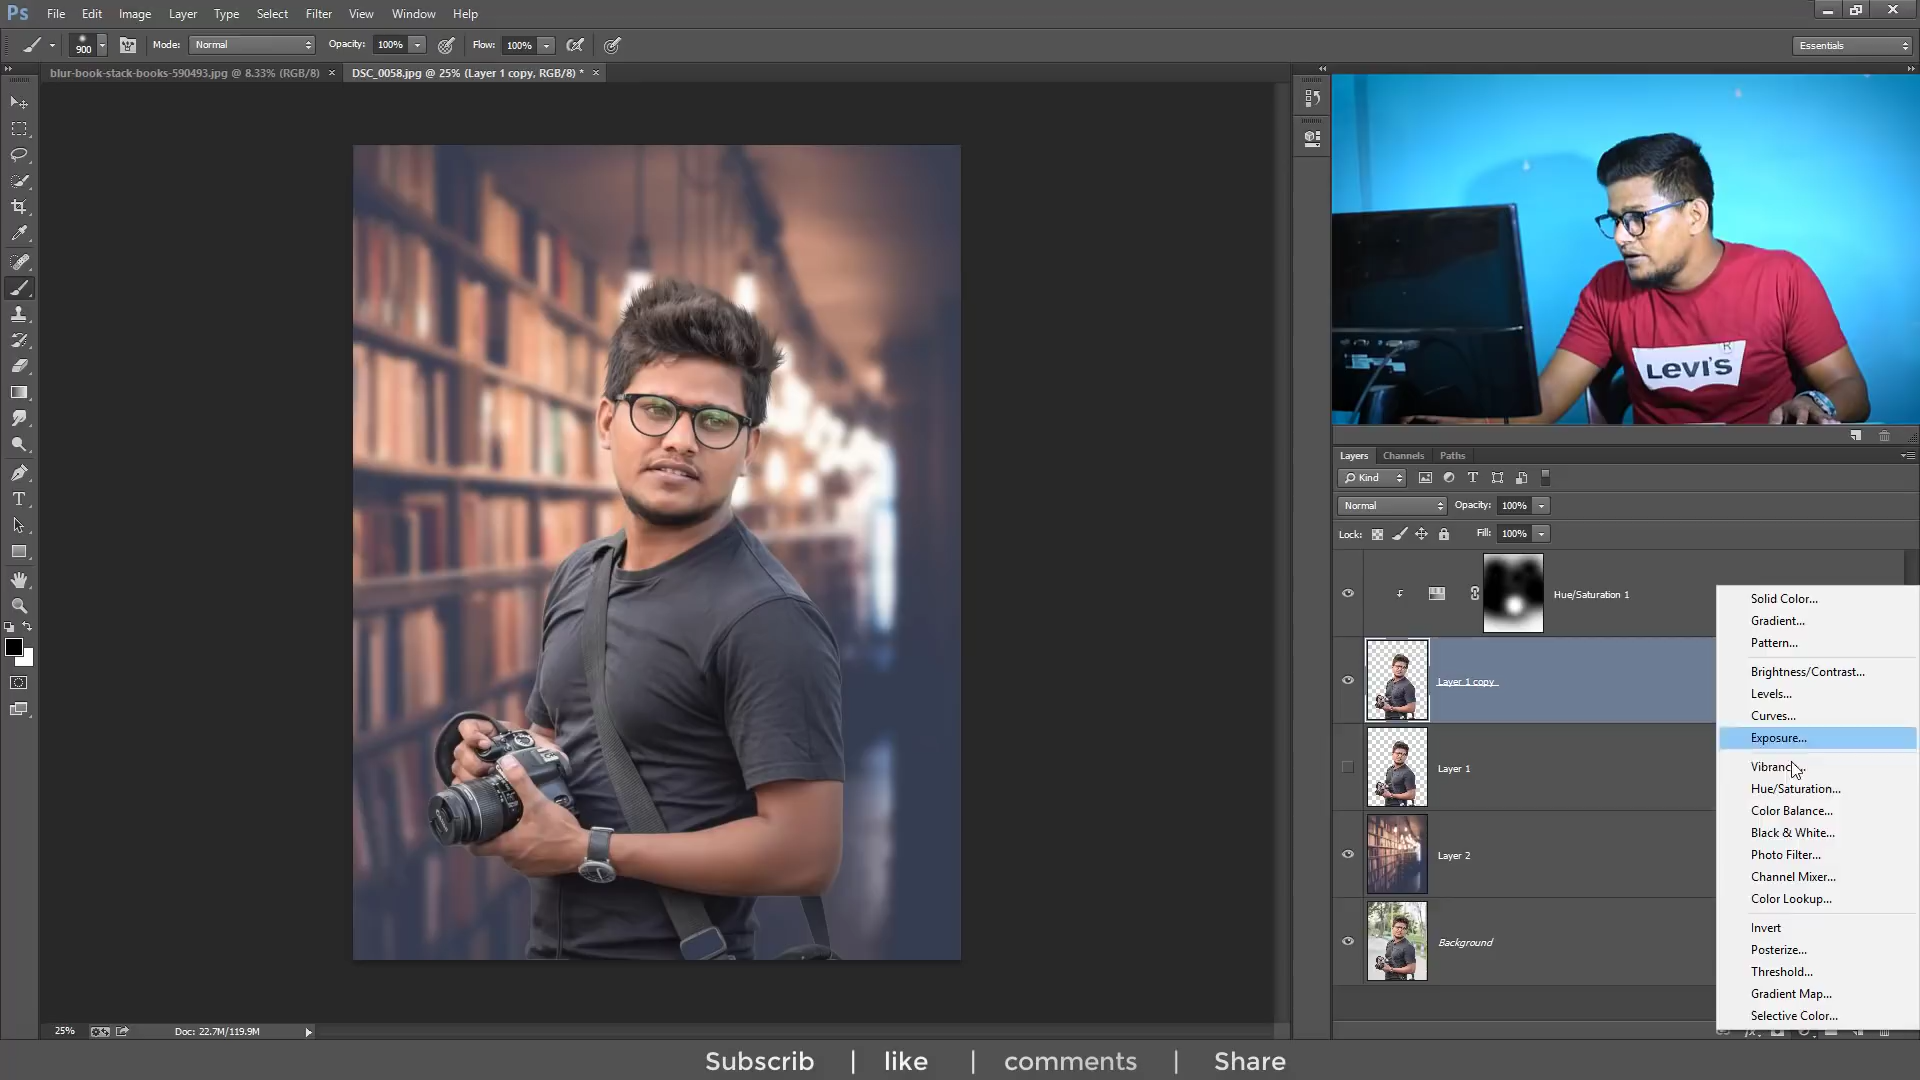 Ps File Edit Image Layer Type Select Filter View Window Help
900 Mode: Normal Opacity: 100% Flow: 100% Essentials
blur-book-stack-books-590493.jpg @ 8.33% (RGB/8) × DSC_0058.jpg @ 25% (Layer 1 copy, RGB/8) * ×
LEVI'S
R
Layers Channels Paths
Kind
Normal Opacity: 100%
Lock: Fill: 100%
Hue/Saturation 1
Layer 1 copy
Layer 1
Layer 2
Background
Solid Color...
Gradient...
Pattern...
Brightness/Contrast...
Levels...
Curves...
Exposure...
Vibranc
Hue/Saturation...
Color Balance...
Black & White...
Photo Filter...
Channel Mixer...
Color Lookup...
Invert
Posterize...
Threshold...
Gradient Map...
Selective Color...
25% Doc: 22.7M/119.9M
Subscrib | like | comments | Share